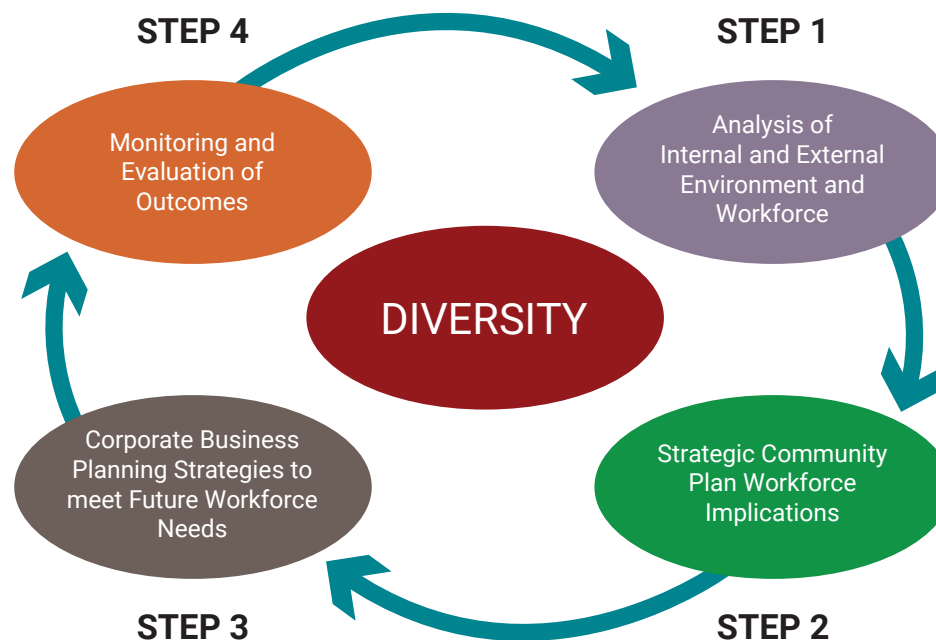 STEP 4
STEP 1
Monitoring and
Evaluation of
Outcomes
Analysis of
Internal and External
Environment and
Workforce
DIVERSITY
Corporate Business
Planning Strategies to
meet Future Workforce
Needs
Strategic Community
Plan Workforce
Implications
STEP 3
STEP 2